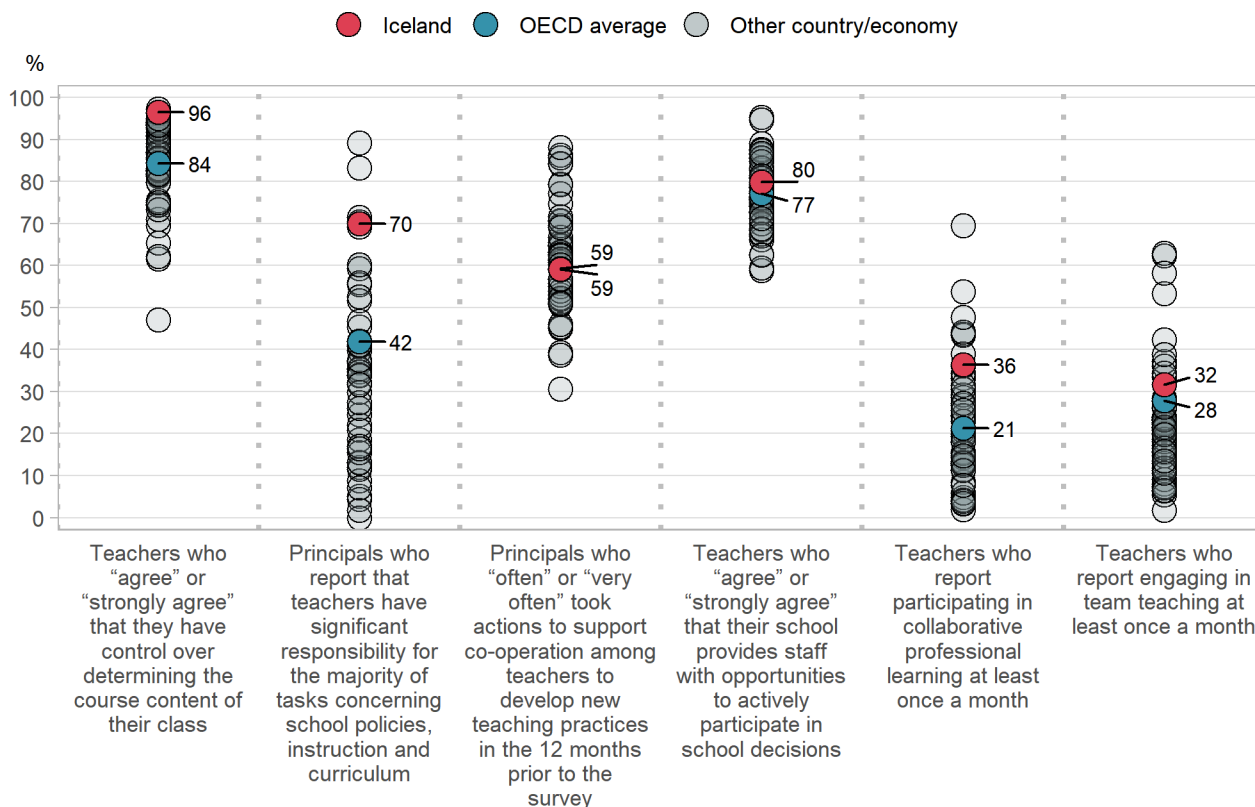 Iceland OECD average Other country/economy
%
100
90
80
70
60
50
40
30
20
10
0
96
84
70
42
59
59
80
77
36
21
32
28
Teachers who
“agree” or
“strongly agree”
that they have
control over
determining the
course content of
their class
Principals who
report that
teachers have
significant
responsibility for
the majority of
tasks concerning
school policies,
instruction and
curriculum
Principals who
“often” or “very
often” took
actions to support
co-operation among
teachers to
develop new
teaching practices
in the 12 months
prior to the
survey
Teachers who
“agree” or
“strongly agree”
that their school
provides staff
with opportunities
to actively
participate in
school decisions
Teachers who
report
participating in
collaborative
professional
learning at least
once a month
Teachers who
report engaging in
team teaching at
least once a month